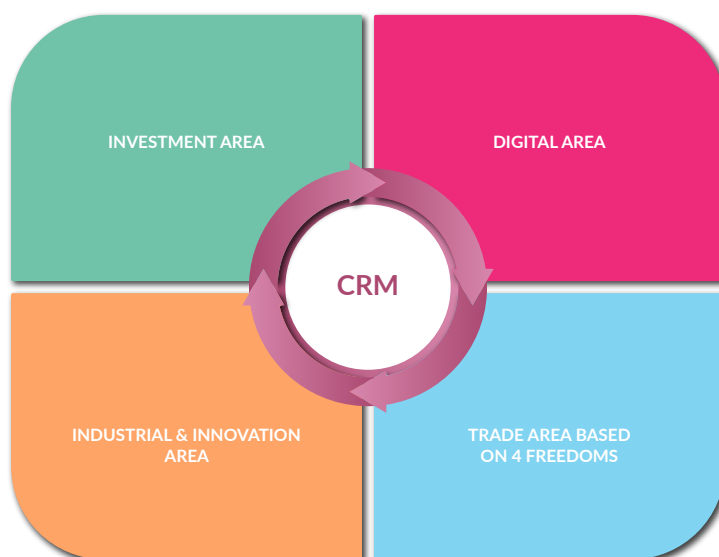 INVESTMENT AREA
DIGITAL AREA
CRM
INDUSTRIAL & INNOVATION
AREA
TRADE AREA BASED
ON 4 FREEDOMS